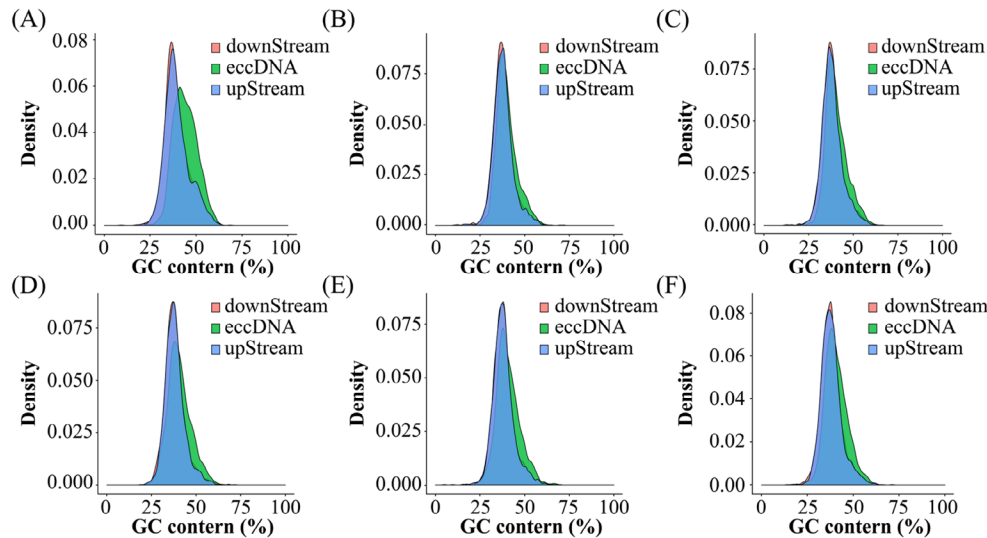 (A)
0.08
0.06
0.04
0.02
0.00
Density
0 25 50 75 100
GC contern (%)
downStream
eccDNA
upStream
(B)
0.075
0.050
0.025
0.000
Density
0 25 50 75 100
GC contern (%)
downStream
eccDNA
upStream
(C)
0.075
0.050
0.025
0.000
Density
0 25 50 75 100
GC contern (%)
downStream
eccDNA
upStream
(D)
0.075
0.050
0.025
0.000
Density
0 25 50 75 100
GC contern (%)
downStream
eccDNA
upStream
(E)
0.075
0.050
0.025
0.000
Density
0 25 50 75 100
GC contern (%)
downStream
eccDNA
upStream
(F)
0.08
0.06
0.04
0.02
0.00
Density
0 25 50 75 100
GC contern (%)
downStream
eccDNA
upStream